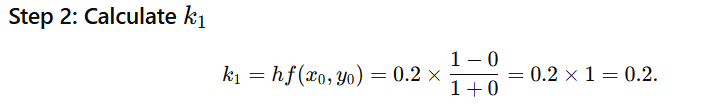 Step 2: Calculate k₁
k₁ = hf(x₀, y₀) = 0.2 × \frac{1 − 0}{1 + 0} = 0.2 × 1 = 0.2.